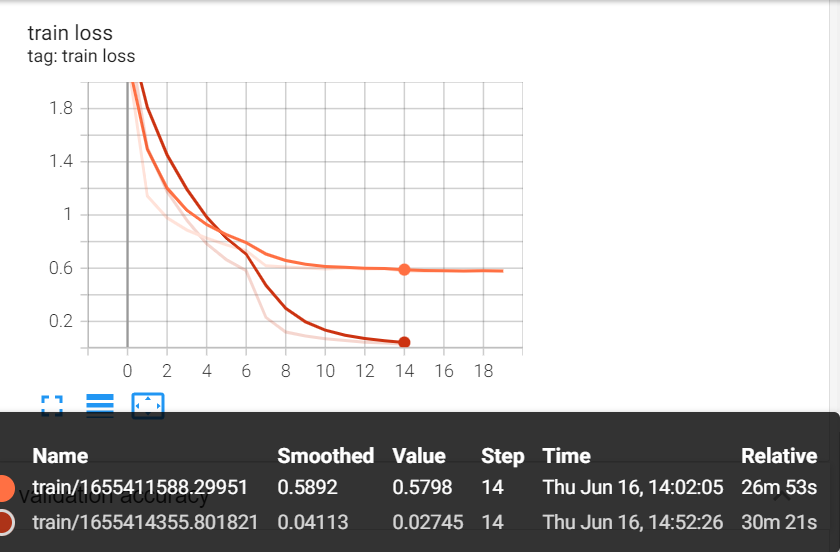 train loss
tag: train loss
1.8
1.4
1
0.6
0.2
0 2 4 6 8 10 12 14 16 18
Name Smoothed Value Step Time Relative
train/1655411588.29951 0.5892 0.5798 14 Thu Jun 16, 14:02:05 26m 53s
validation accuracy
train/1655414355.801821 0.04113 0.02745 14 Thu Jun 16, 14:52:26 30m 21s